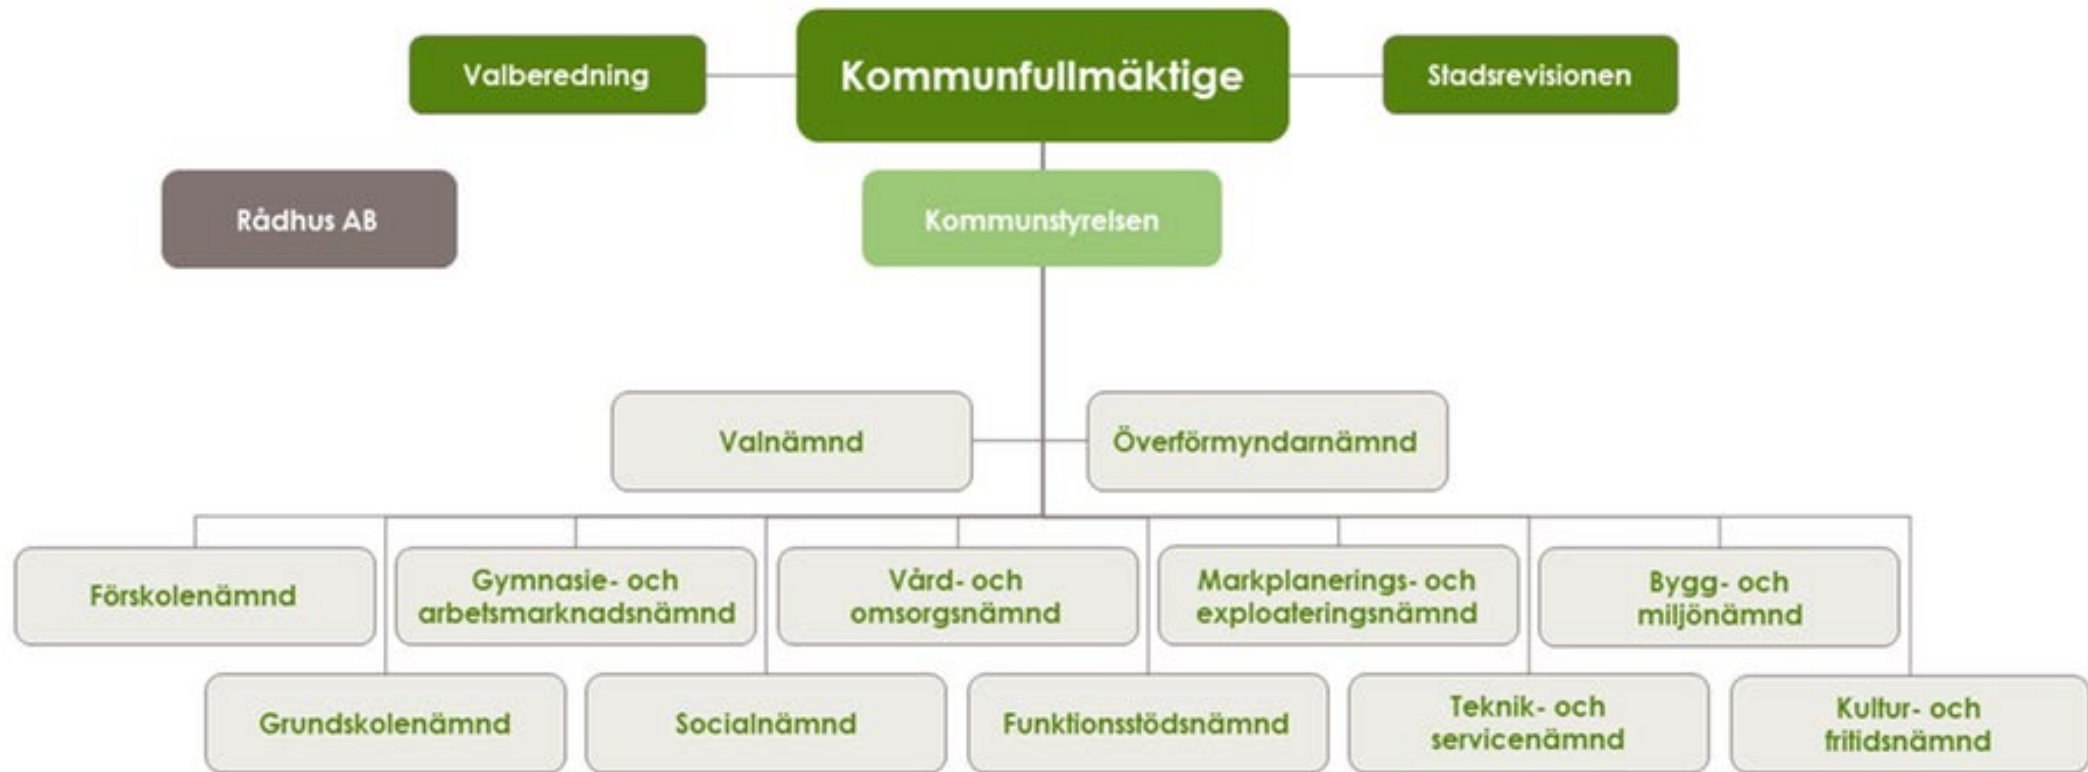 Valberedning
Kommunfullmäktige
Stadsrevisionen
Rådhus AB
Kommunstyrelsen
Valnämnd
Överförmyndarnämnd
Förskolenämnd
Gymnasie- och
arbetsmarknadsnämnd
Vård- och
omsorgsnämnd
Markplanerings- och
exploateringsnämnd
Bygg- och
miljönämnd
Grundskolenämnd
Socialnämnd
Funktionsstödsnämnd
Teknik- och
servicenämnd
Kultur- och
fritidsnämnd